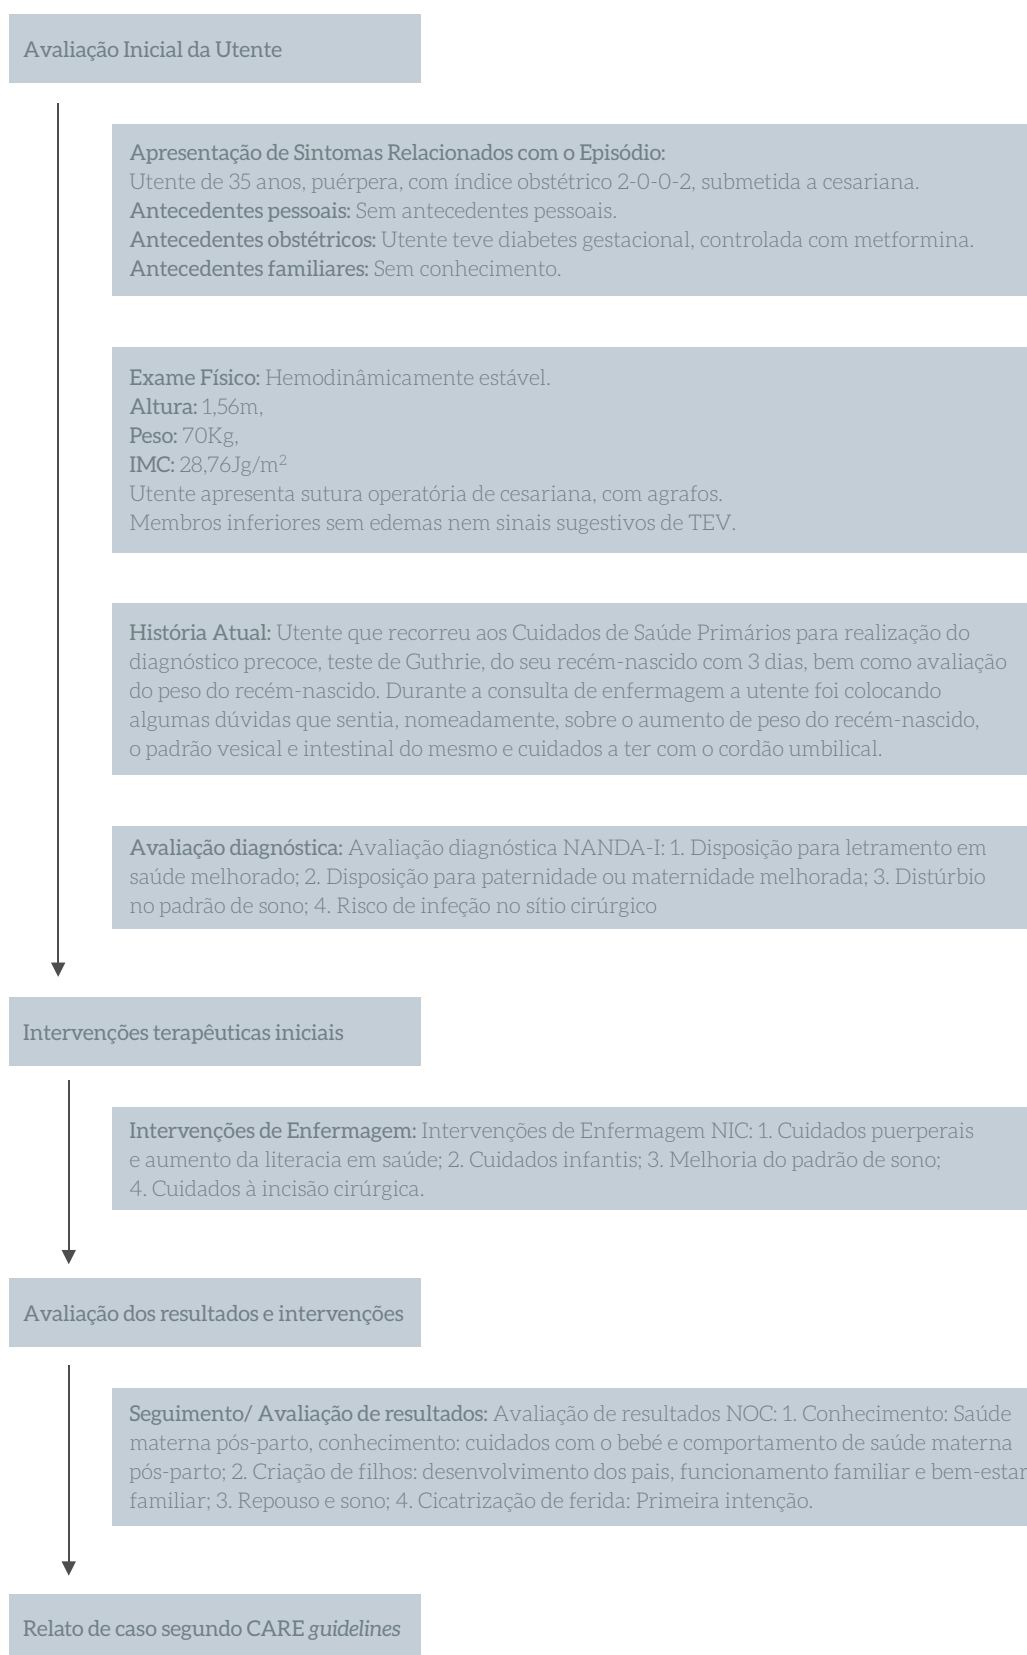 Avaliação Inicial da Utente
Apresentação de Sintomas Relacionados com o Episódio:
Utente de 35 anos, puérpera, com índice obstétrico 2-0-0-2, submetida a cesariana.
Antecedentes pessoais: Sem antecedentes pessoais.
Antecedentes obstétricos: Utente teve diabetes gestacional, controlada com metformina.
Antecedentes familiares: Sem conhecimento.
Exame Físico: Hemodinâmicamente estável.
Altura: 1,56m,
Peso: 70Kg,
IMC: 28,76Jg/m²
Utente apresenta sutura operatória de cesariana, com agrafos.
Membros inferiores sem edemas nem sinais sugestivos de TEV.
História Atual: Utente que recorreu aos Cuidados de Saúde Primários para realização do
diagnóstico precoce, teste de Guthrie, do seu recém-nascido com 3 dias, bem como avaliação
do peso do recém-nascido. Durante a consulta de enfermagem a utente foi colocando
algumas dúvidas que sentia, nomeadamente, sobre o aumento de peso do recém-nascido,
o padrão vesical e intestinal do mesmo e cuidados a ter com o cordão umbilical.
Avaliação diagnóstica: Avaliação diagnóstica NANDA-I: 1. Disposição para letramento em
saúde melhorado; 2. Disposição para paternidade ou maternidade melhorada; 3. Distúrbio
no padrão de sono; 4. Risco de infeção no sítio cirúrgico
Intervenções terapêuticas iniciais
Intervenções de Enfermagem: Intervenções de Enfermagem NIC: 1. Cuidados puerperais
e aumento da literacia em saúde; 2. Cuidados infantis; 3. Melhoria do padrão de sono;
4. Cuidados à incisão cirúrgica.
Avaliação dos resultados e intervenções
Seguimento/ Avaliação de resultados: Avaliação de resultados NOC: 1. Conhecimento: Saúde
materna pós-parto, conhecimento: cuidados com o bebé e comportamento de saúde materna
pós-parto; 2. Criação de filhos: desenvolvimento dos pais, funcionamento familiar e bem-estar
familiar; 3. Repouso e sono; 4. Cicatrização de ferida: Primeira intenção.
Relato de caso segundo CARE guidelines